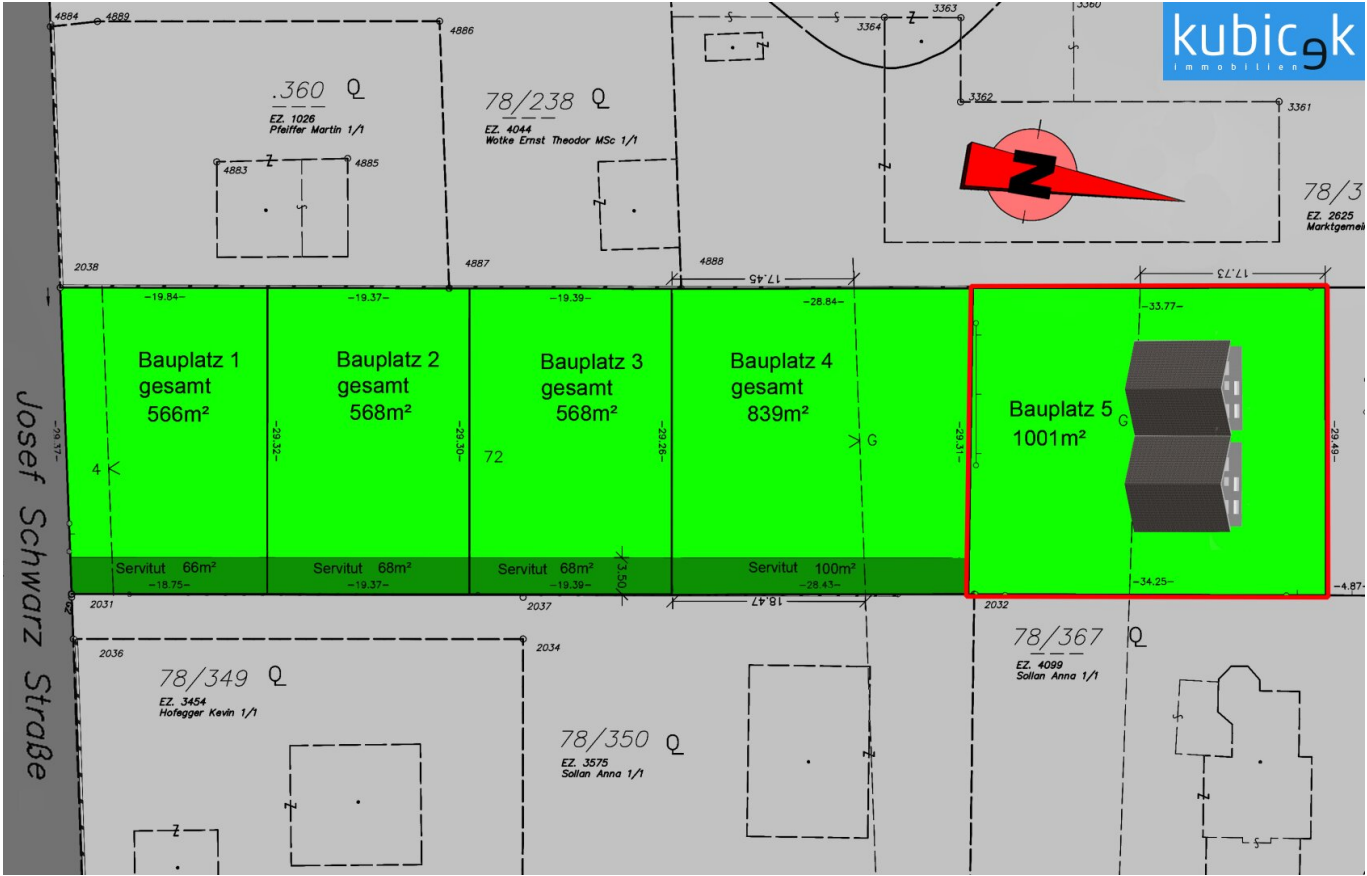 4884
4889
4886
3364
3363
3360
kubicek
immobilien
.360
EZ. 1026
Pfeiffer Martin 1/1
78/238
EZ. 4044
Wotke Ernst Theodor MSc 1/1
3362
3361
4883
4885
N
78/3
EZ. 2625
Marktgemei
2038
4887
4888
17.45
17.73
-19.84-
-19.37-
-19.39-
-28.84-
-33.77-
Bauplatz 1
gesamt
566m²
Bauplatz 2
gesamt
568m²
Bauplatz 3
gesamt
568m²
Bauplatz 4
gesamt
839m²
Bauplatz 5
1001m²
G
G
4
72
-29.37-
-29.32-
-29.30-
-29.26-
-29.31-
-29.49-
Josef Schwarz Straße
Servitut 66m²
Servitut 68m²
Servitut 68m²
3.50
Servitut 100m²
-18.75-
-19.37-
-19.39-
-28.43-
-34.25-
-4.87-
18.47
2031
2037
2032
2036
2034
78/349
EZ. 3454
Hofegger Kevin 1/1
78/350
EZ. 3575
Sollan Anna 1/1
78/367
EZ. 4099
Sollan Anna 1/1